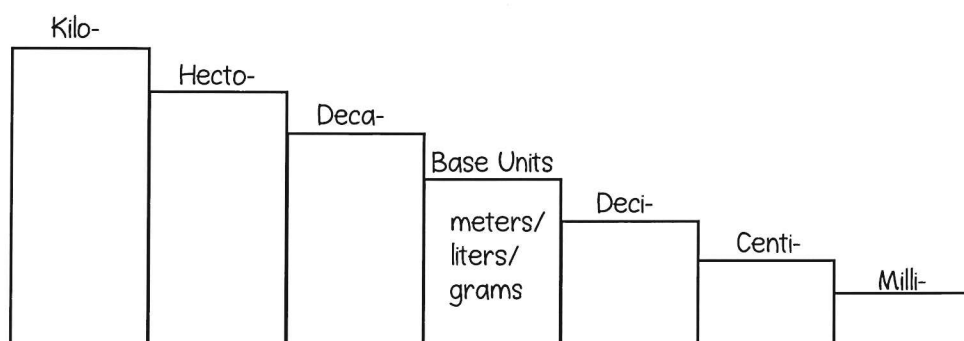 Kilo-
Hecto-
Deca-
Base Units
meters/
liters/
grams
Deci-
Centi-
Milli-